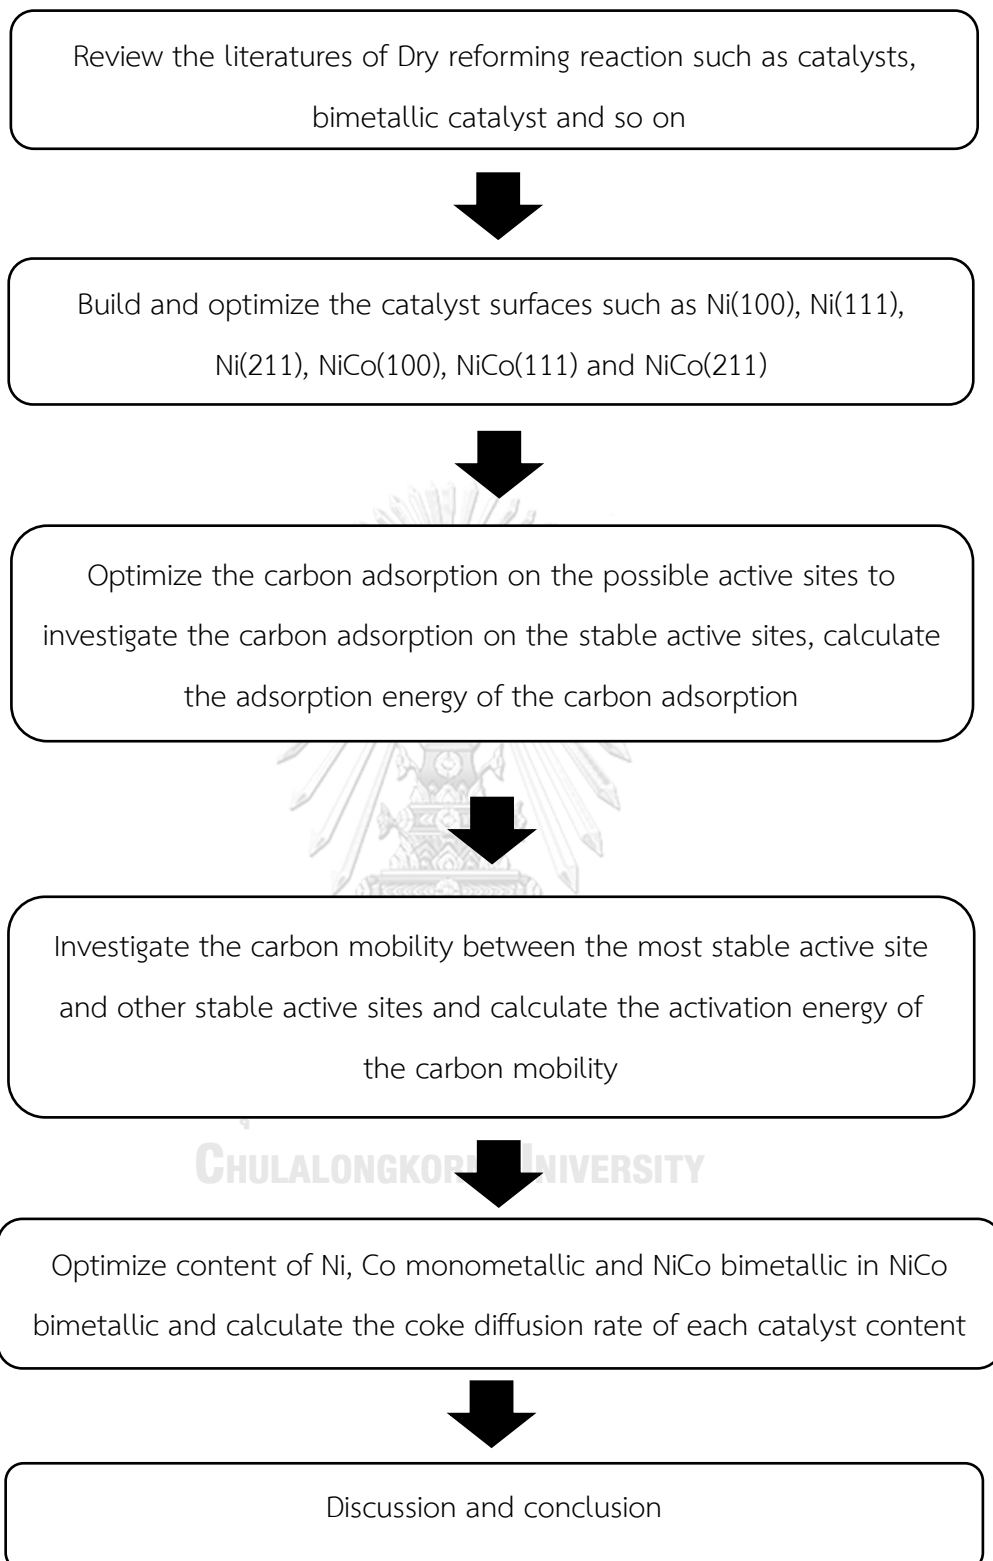 Review the literatures of Dry reforming reaction such as catalysts,
bimetallic catalyst and so on
Build and optimize the catalyst surfaces such as Ni(100), Ni(111),
Ni(211), NiCo(100), NiCo(111) and NiCo(211)
Optimize the carbon adsorption on the possible active sites to
investigate the carbon adsorption on the stable active sites, calculate
the adsorption energy of the carbon adsorption
Investigate the carbon mobility between the most stable active site
and other stable active sites and calculate the activation energy of
the carbon mobility
CHULALONGKORN UNIVERSITY
Optimize content of Ni, Co monometallic and NiCo bimetallic in NiCo
bimetallic and calculate the coke diffusion rate of each catalyst content
Discussion and conclusion